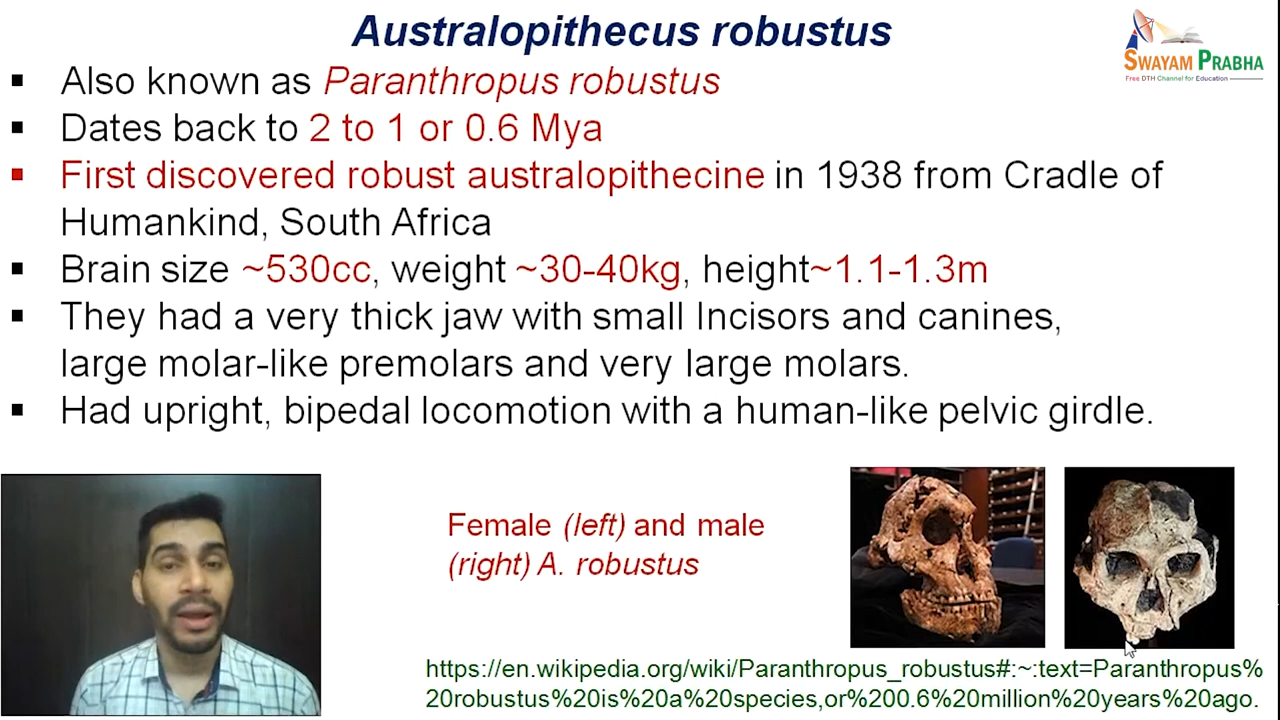 Australopithecus robustus
SWAYAM PRABHA
Free DTH Channel for Education
▪ Also known as Paranthropus robustus
▪ Dates back to 2 to 1 or 0.6 Mya
▪ First discovered robust australopithecine in 1938 from Cradle of
Humankind, South Africa
▪ Brain size ~530cc, weight ~30-40kg, height~1.1-1.3m
▪ They had a very thick jaw with small Incisors and canines,
large molar-like premolars and very large molars.
▪ Had upright, bipedal locomotion with a human-like pelvic girdle.
Female (left) and male
(right) A. robustus
https://en.wikipedia.org/wiki/Paranthropus_robustus#:~:text=Paranthropus%
20robustus%20is%20a%20species,or%200.6%20million%20years%20ago.